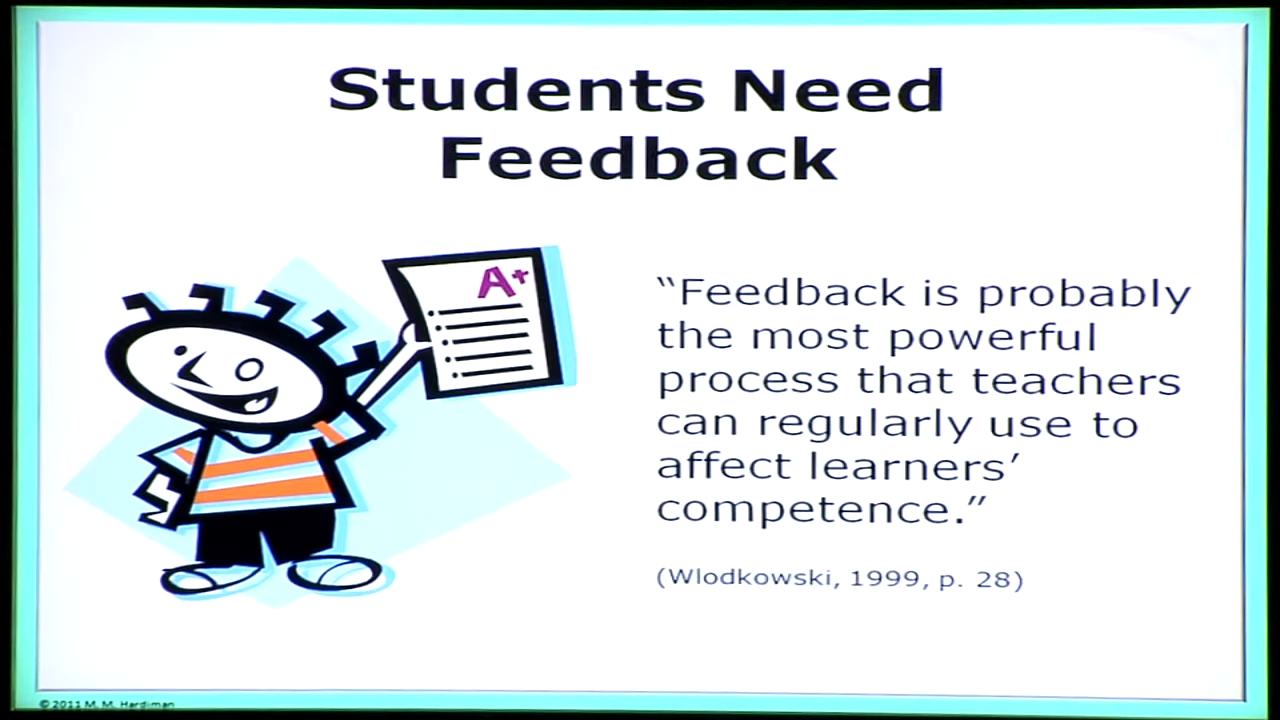 Students Need
Feedback
A+
“Feedback is probably
the most powerful
process that teachers
can regularly use to
affect learners’
competence.”
(Wlodkowski, 1999, p. 28)
© 2011 M. M. Hardiman